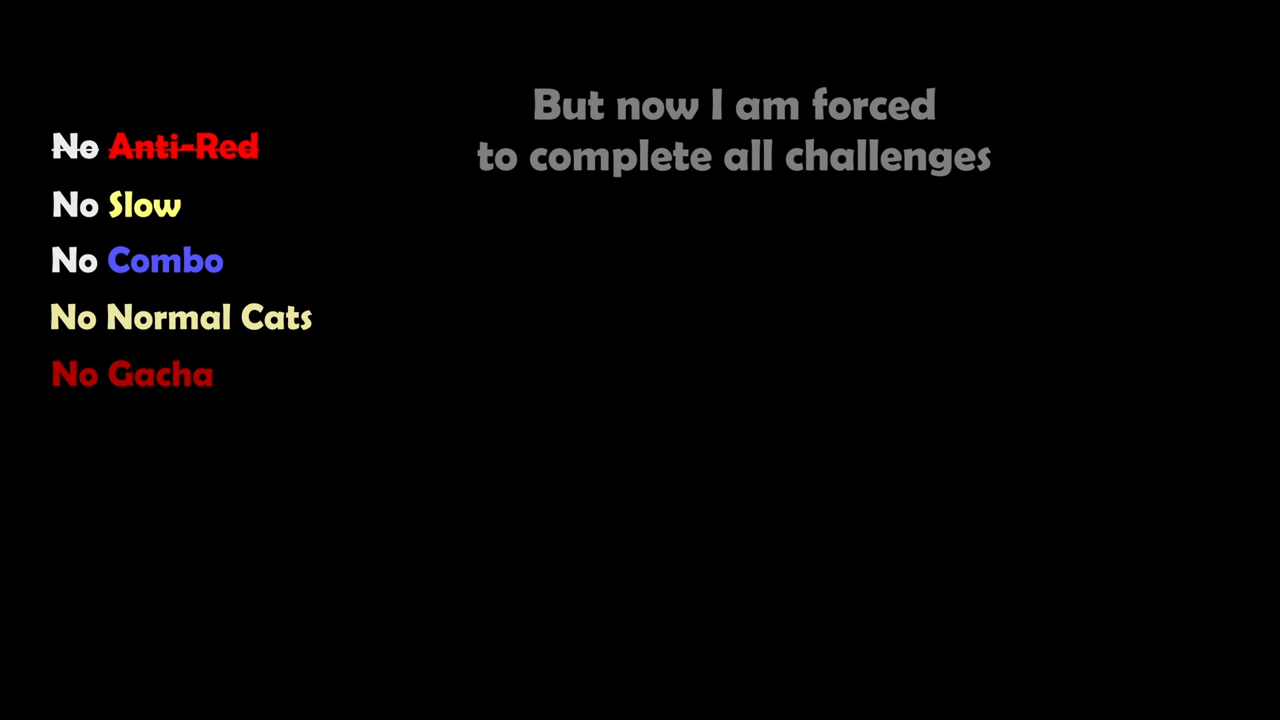 No Anti-Red
No Slow
No Combo
No Normal Cats
No Gacha
But now I am forced
to complete all challenges